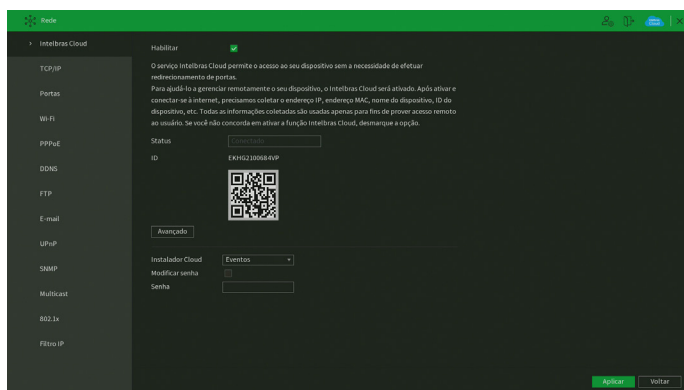 Rede
Intelbras Cloud
TCP/IP
Portas
Wi-Fi
PPPoE
DDNS
FTP
E-mail
UPnP
SNMP
Multicast
802.1x
Filtro IP
Habilitar
O serviço Intelbras Cloud permite o acesso ao seu dispositivo sem a necessidade de efetuar
redirecionamento de portas.
Para ajudá-lo a gerenciar remotamente o seu dispositivo, o Intelbras Cloud será ativado. Após ativar e
conectar-se à internet, precisamos coletar o endereço IP, endereço MAC, nome do dispositivo, ID do
dispositivo, etc. Todas as informações coletadas são usadas apenas para fins de prover acesso remoto
ao usuário. Se você não concorda em ativar a função Intelbras Cloud, desmarque a opção.
Status Conectado
ID EKHG2100684VP
Avançado
Instalador Cloud Eventos
Modificar senha
Senha
Aplicar Voltar